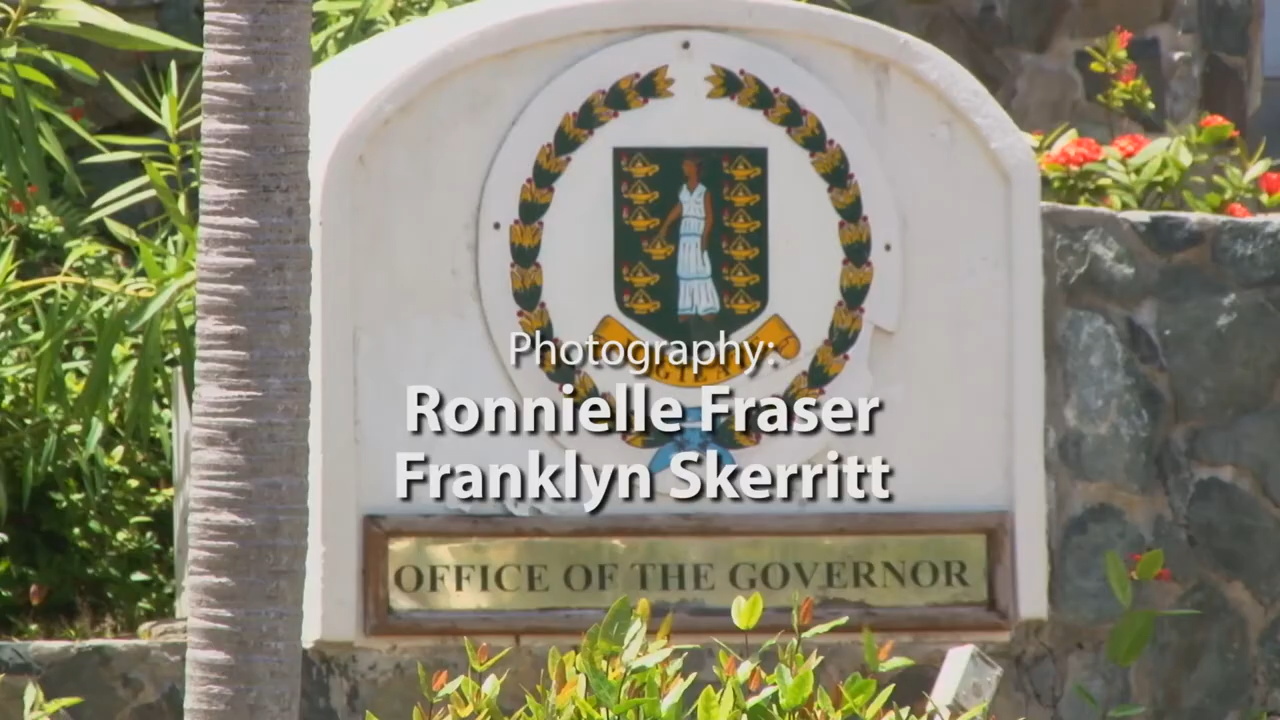 Photography:
Ronnielle Fraser
Franklyn Skerritt
OFFICE OF THE GOVERNOR